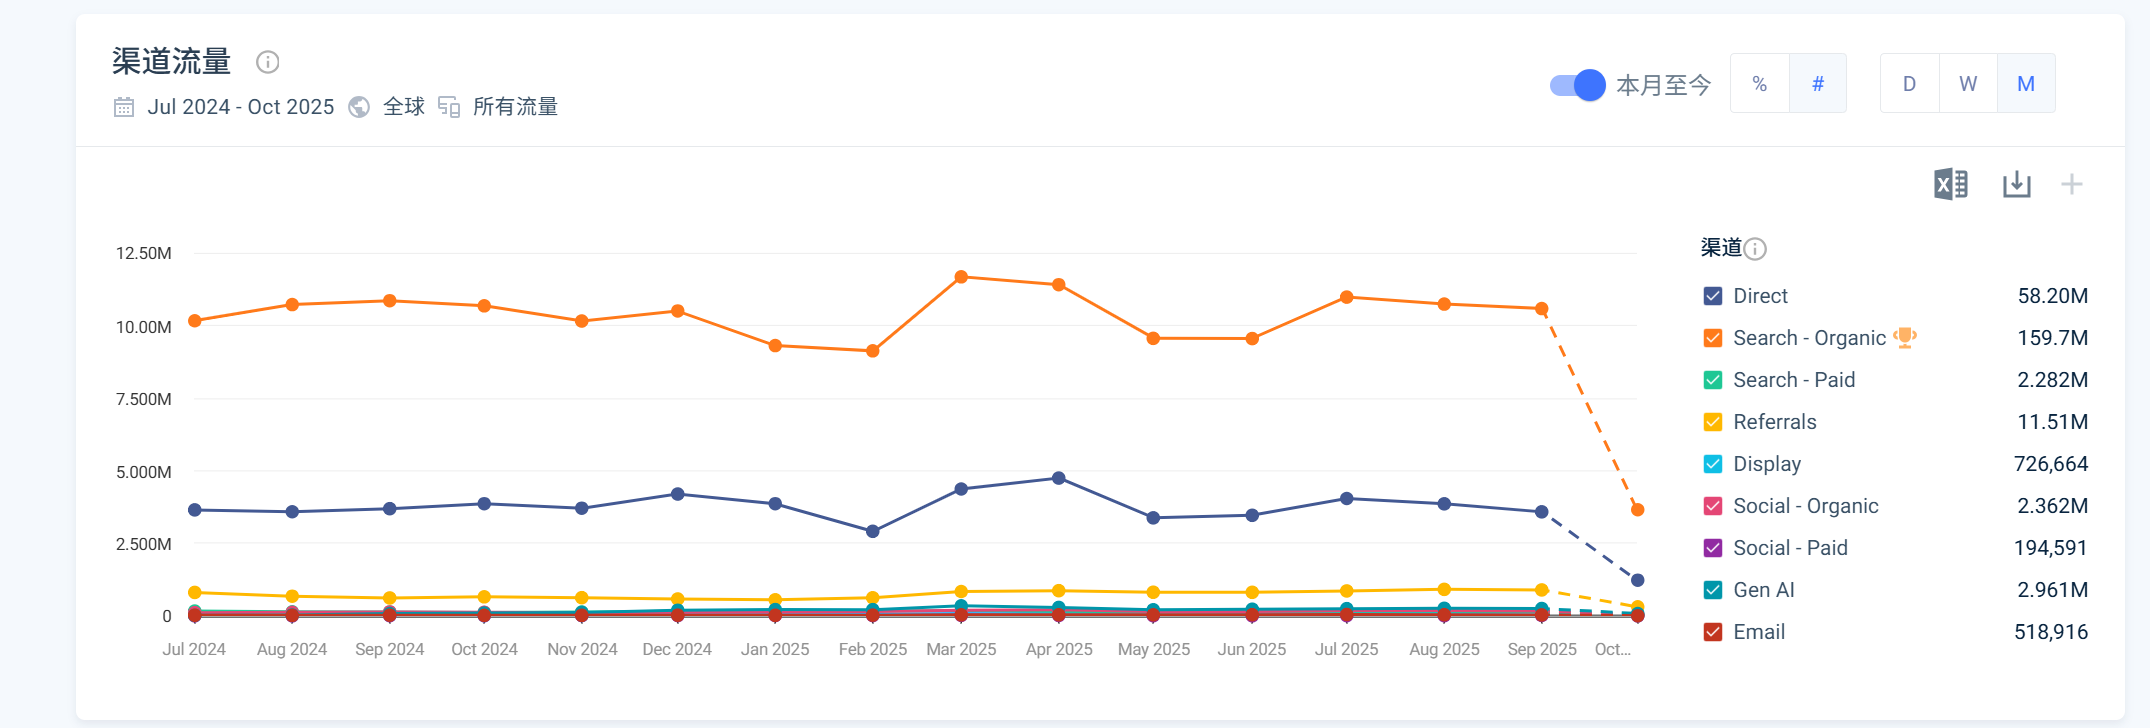 渠道流量
Jul 2024 - Oct 2025 全球 所有流量
本月至今 % # D W M
12.50M
10.00M
7.500M
5.000M
2.500M
0
Jul 2024 Aug 2024 Sep 2024 Oct 2024 Nov 2024 Dec 2024 Jan 2025 Feb 2025 Mar 2025 Apr 2025 May 2025 Jun 2025 Jul 2025 Aug 2025 Sep 2025 Oct...
渠道
Direct 58.20M
Search - Organic 159.7M
Search - Paid 2.282M
Referrals 11.51M
Display 726,664
Social - Organic 2.362M
Social - Paid 194,591
Gen AI 2.961M
Email 518,916